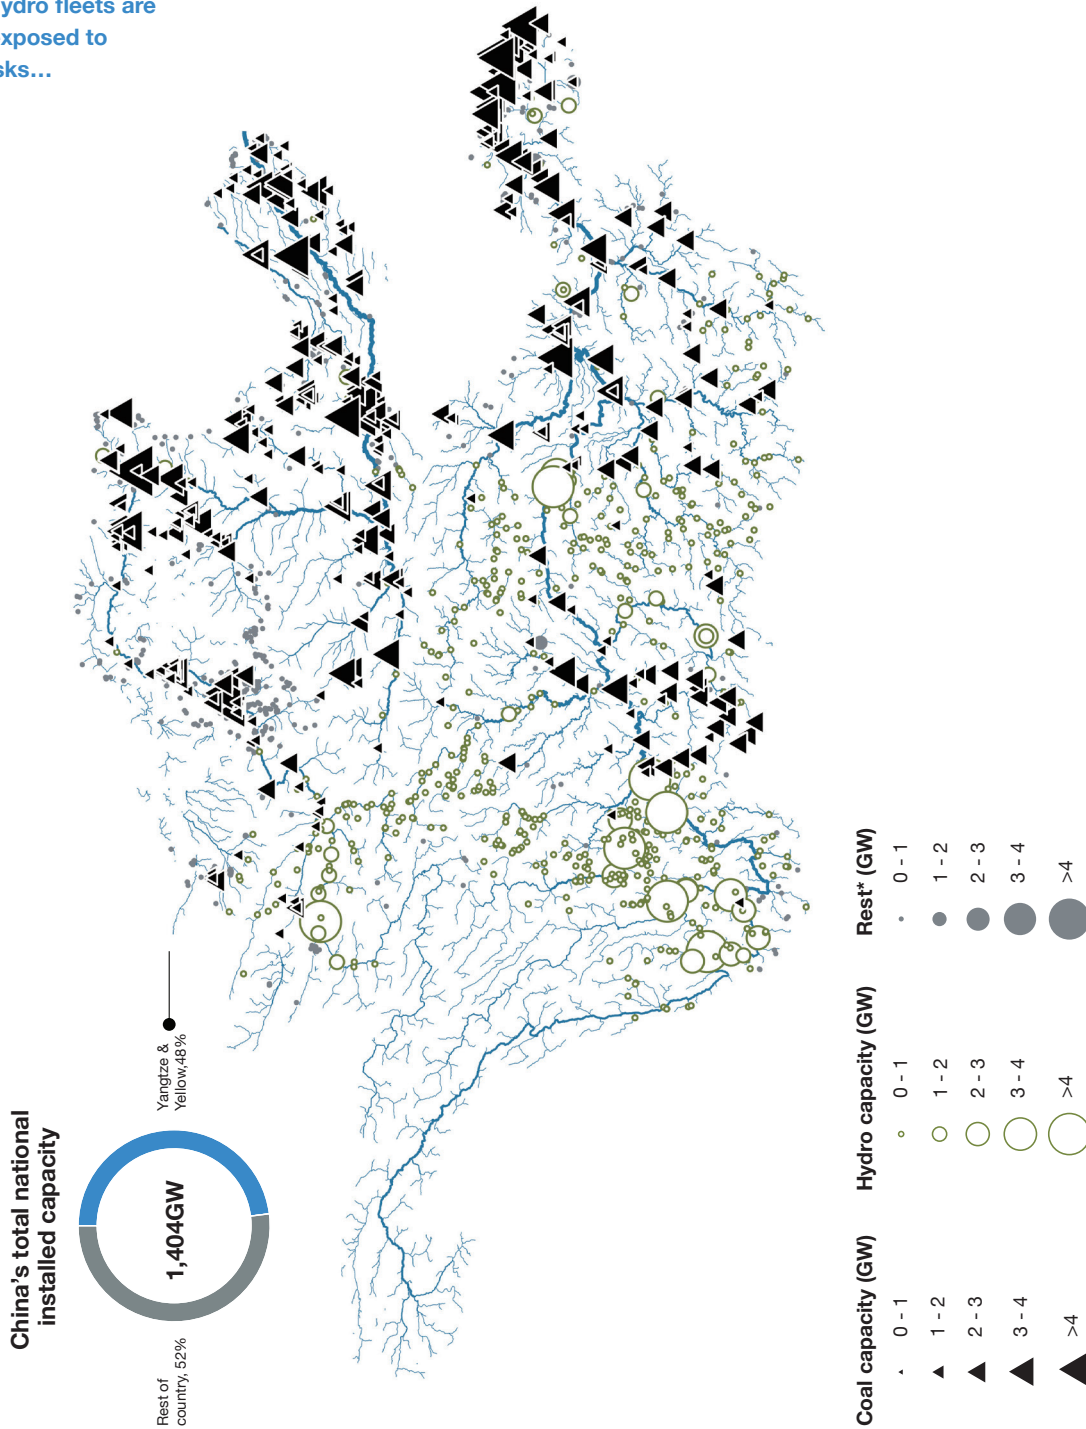 ydro fleets are
xposed to
sks...
China's total national
installed capacity
1,404GW
Rest of
country, 52%
Yangtze &
Yellow,48%
Coal capacity (GW)
0 - 1
1 - 2
2 - 3
3 - 4
>4
Hydro capacity (GW)
0 - 1
1 - 2
2 - 3
3 - 4
>4
Rest* (GW)
0 - 1
1 - 2
2 - 3
3 - 4
>4